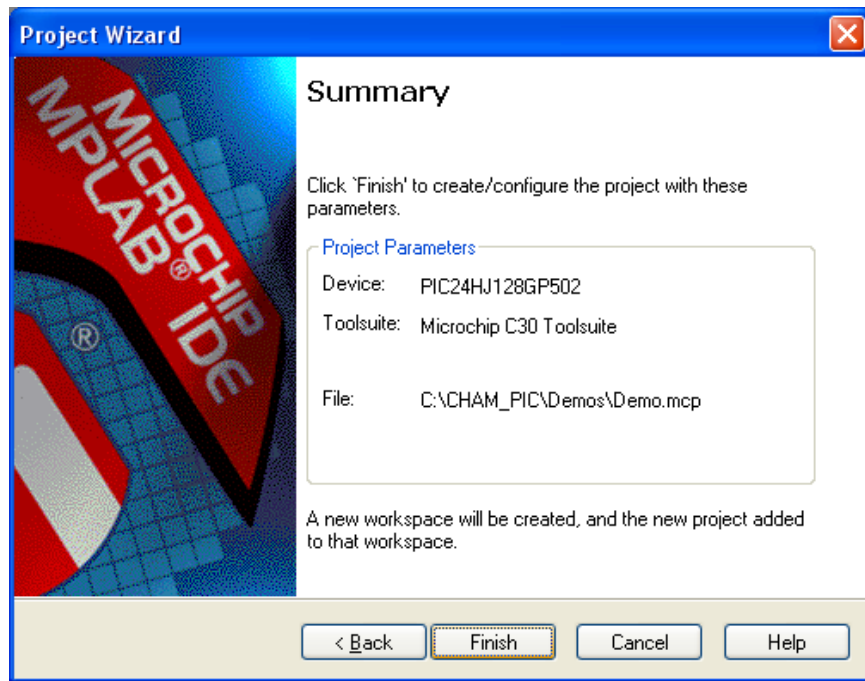 Project Wizard
MICROCHIP
MPLAB® IDE
®
Summary
Click `Finish' to create/configure the project with these
parameters.
Project Parameters
Device: PIC24HJ128GP502
Toolsuite: Microchip C30 Toolsuite
File: C:\CHAM_PIC\Demos\Demo.mcp
A new workspace will be created, and the new project added
to that workspace.
< Back Finish Cancel Help